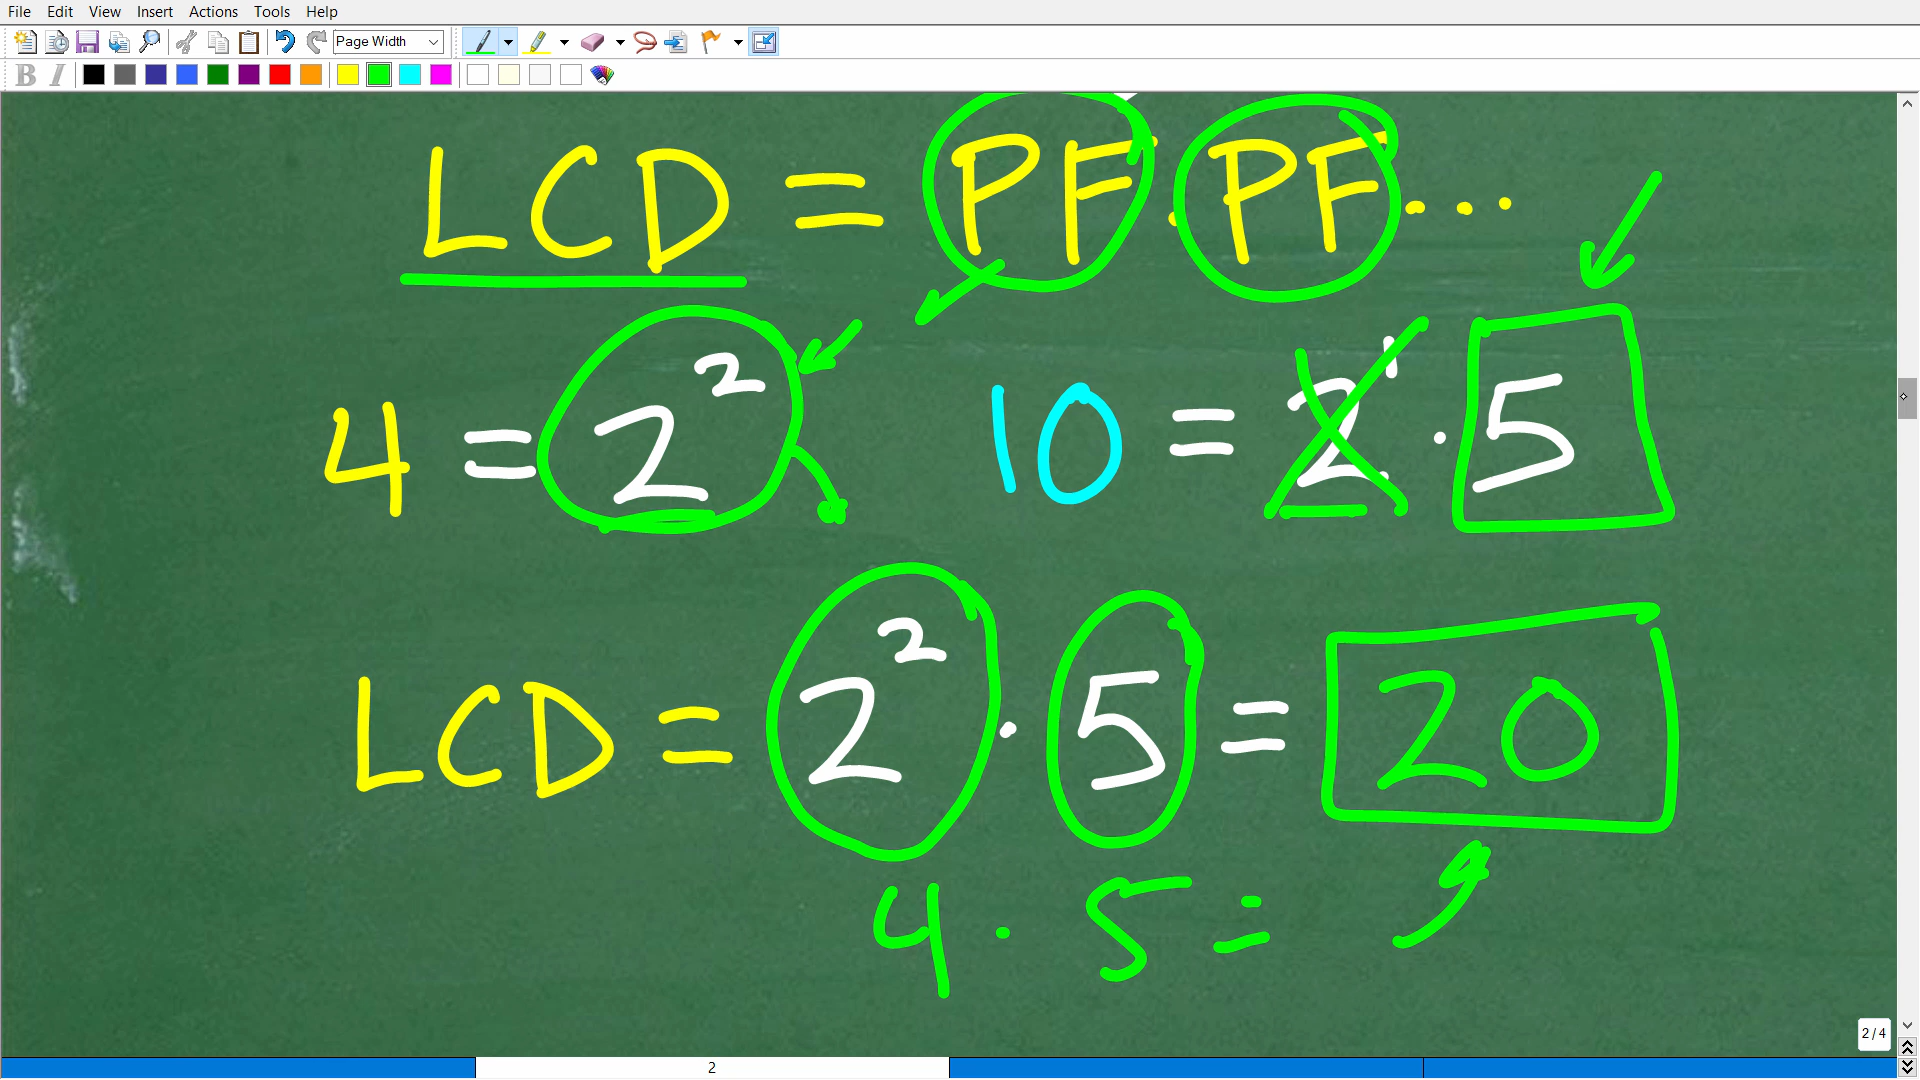 File Edit View Insert Actions Tools Help
Page Width
B I
LCD = PF · PF · · ·
4 = 2² 10 = 2¹ · 5
LCD = 2² · 5 = 20
4 · 5 =
2 / 4
2